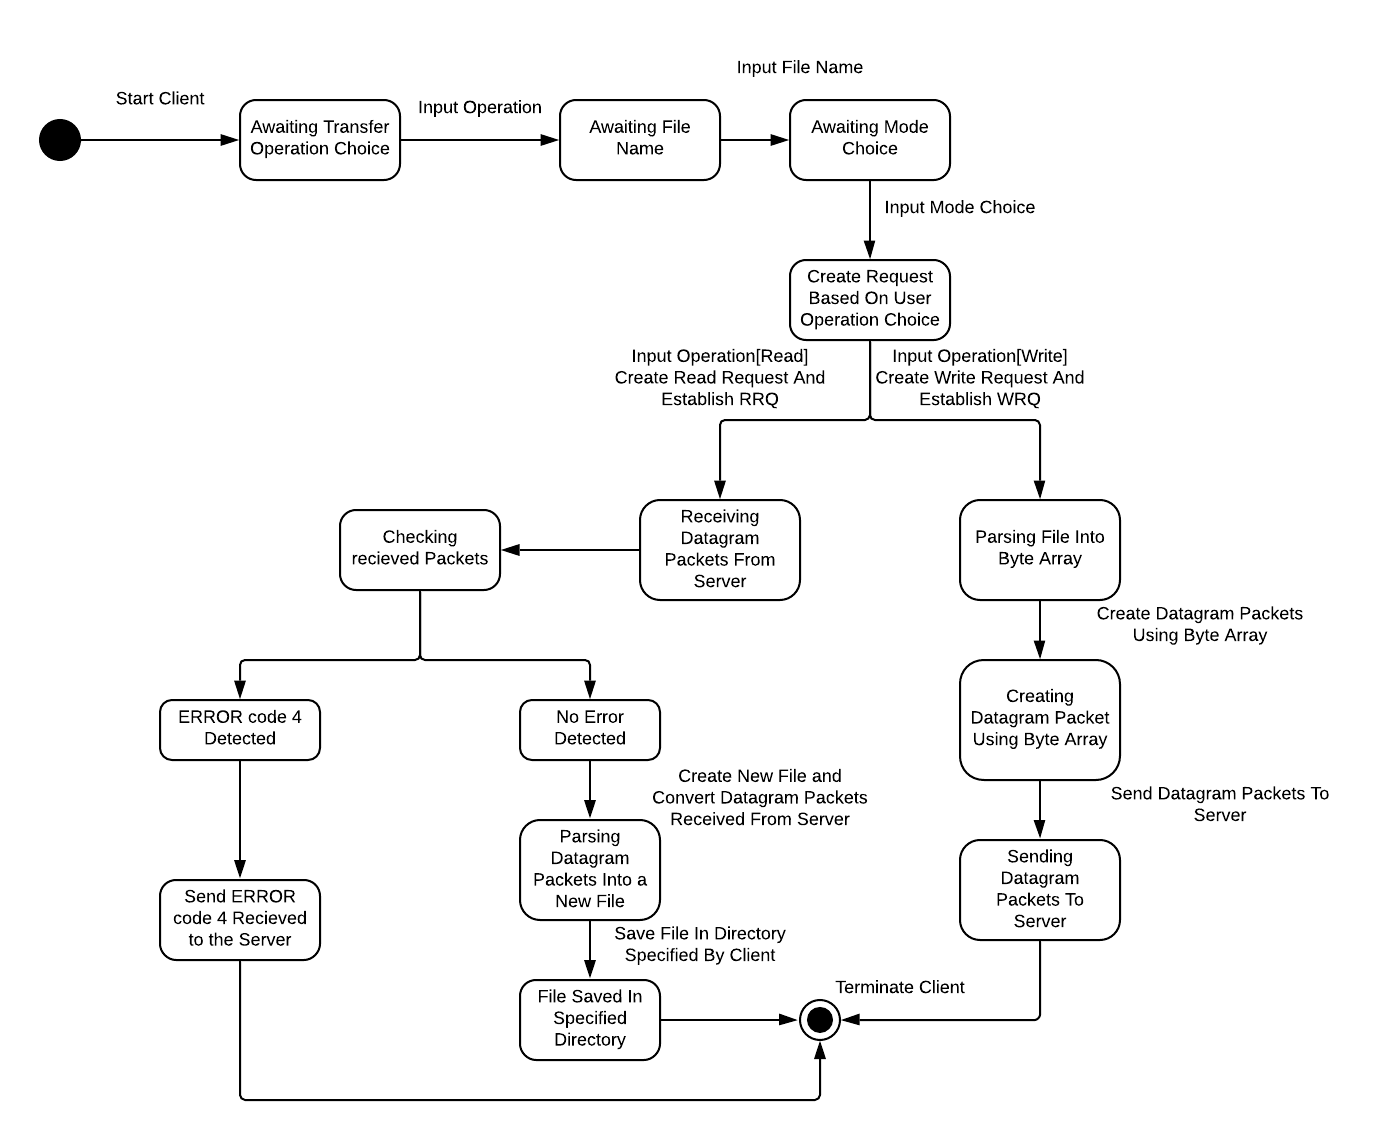 Input File Name
Start Client
Input Operation
Awaiting Transfer
Operation Choice
Awaiting File
Name
Awaiting Mode
Choice
Input Mode Choice
Create Request
Based On User
Operation Choice
Input Operation[Read]
Create Read Request And
Establish RRQ
Input Operation[Write]
Create Write Request And
Establish WRQ
Checking
recieved Packets
Receiving
Datagram
Packets From
Server
Parsing File Into
Byte Array
Create Datagram Packets
Using Byte Array
ERROR code 4
Detected
No Error
Detected
Creating
Datagram Packet
Using Byte Array
Create New File and
Convert Datagram Packets
Received From Server
Send Datagram Packets To
Server
Parsing
Datagram
Packets Into a
New File
Sending
Datagram
Packets To
Server
Send ERROR
code 4 Recieved
to the Server
Save File In Directory
Specified By Client
File Saved In
Specified
Directory
Terminate Client